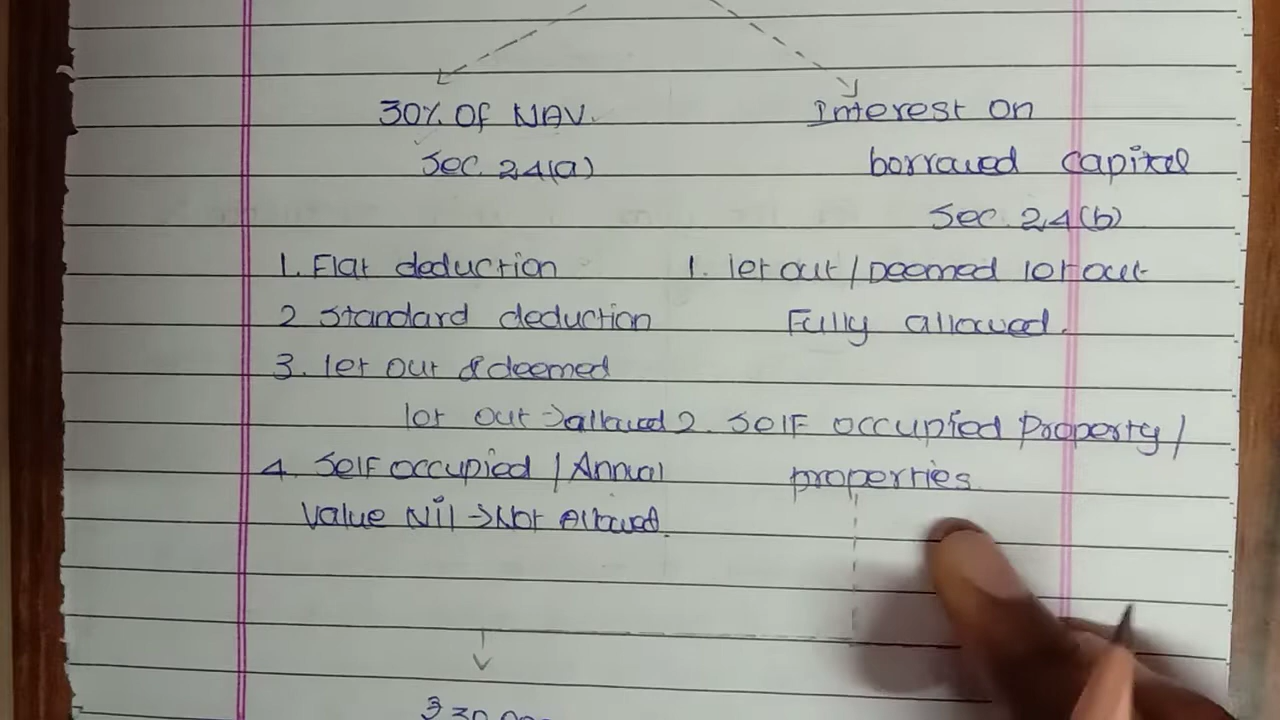 30% Of NAV.
Sec. 24(a)
1. Flat deduction
2 Standard deduction
3. let out & deemed
let out → allowed
4. Self occupied / Annual
Value Nil → Not Allowed.
Interest On
borrowed capital
Sec. 24(b)
1. let out / Deemed let out
Fully allowed.
2. Self occupied Property /
properties.